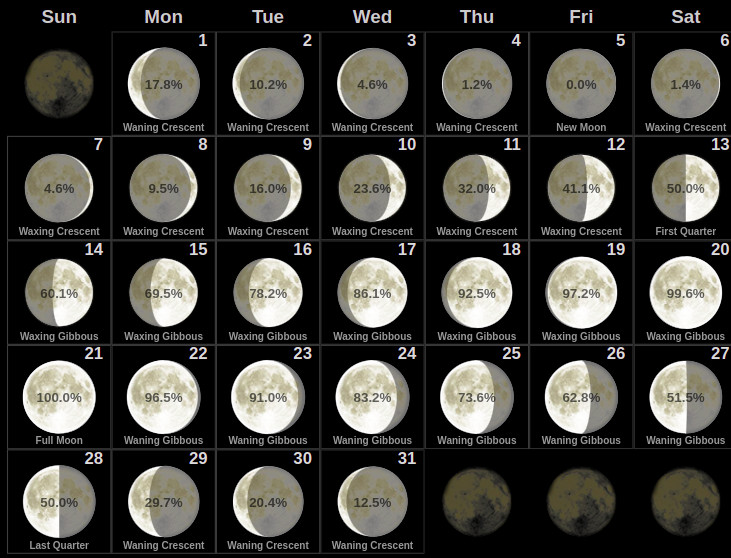 Sun Mon Tue Wed Thu Fri Sat
1 2 3 4 5 6
17.8% 10.2% 4.6% 1.2% 0.0% 1.4%
Waning Crescent Waning Crescent Waning Crescent Waning Crescent New Moon Waxing Crescent
7 8 9 10 11 12 13
4.6% 9.5% 16.0% 23.6% 32.0% 41.1% 50.0%
Waxing Crescent Waxing Crescent Waxing Crescent Waxing Crescent Waxing Crescent Waxing Crescent First Quarter
14 15 16 17 18 19 20
60.1% 69.5% 78.2% 86.1% 92.5% 97.2% 99.6%
Waxing Gibbous Waxing Gibbous Waxing Gibbous Waxing Gibbous Waxing Gibbous Waxing Gibbous Waxing Gibbous
21 22 23 24 25 26 27
100.0% 96.5% 91.0% 83.2% 73.6% 62.8% 51.5%
Full Moon Waning Gibbous Waning Gibbous Waning Gibbous Waning Gibbous Waning Gibbous Waning Gibbous
28 29 30 31
50.0% 29.7% 20.4% 12.5%
Last Quarter Waning Crescent Waning Crescent Waning Crescent